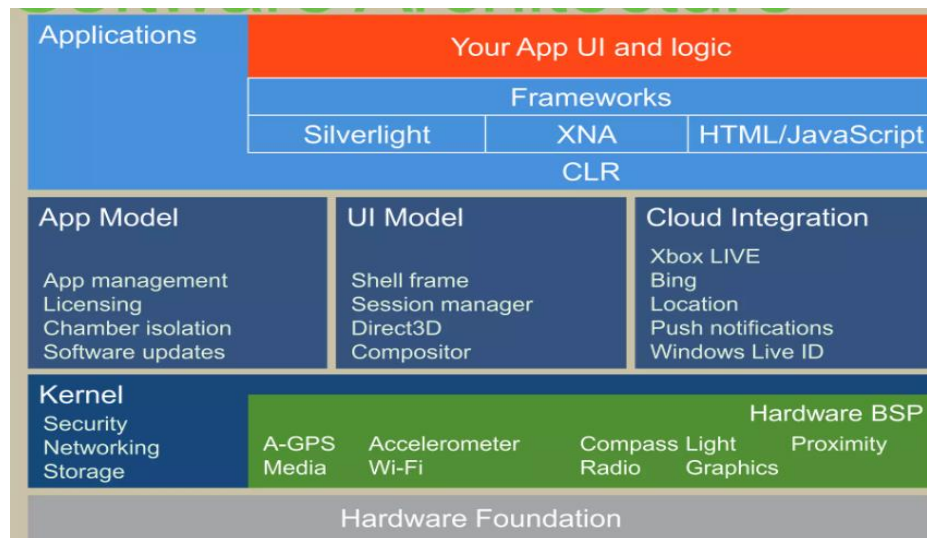 Software Architecture
Applications
Your App UI and logic
Frameworks
Silverlight XNA HTML/JavaScript
CLR
App Model
App management
Licensing
Chamber isolation
Software updates
UI Model
Shell frame
Session manager
Direct3D
Compositor
Cloud Integration
Xbox LIVE
Bing
Location
Push notifications
Windows Live ID
Kernel
Security
Networking
Storage
Hardware BSP
A-GPS Accelerometer Compass Light Proximity
Media Wi-Fi Radio Graphics
Hardware Foundation